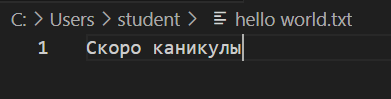 C: > Users > student > hello world.txt
1 Скоро каникулы